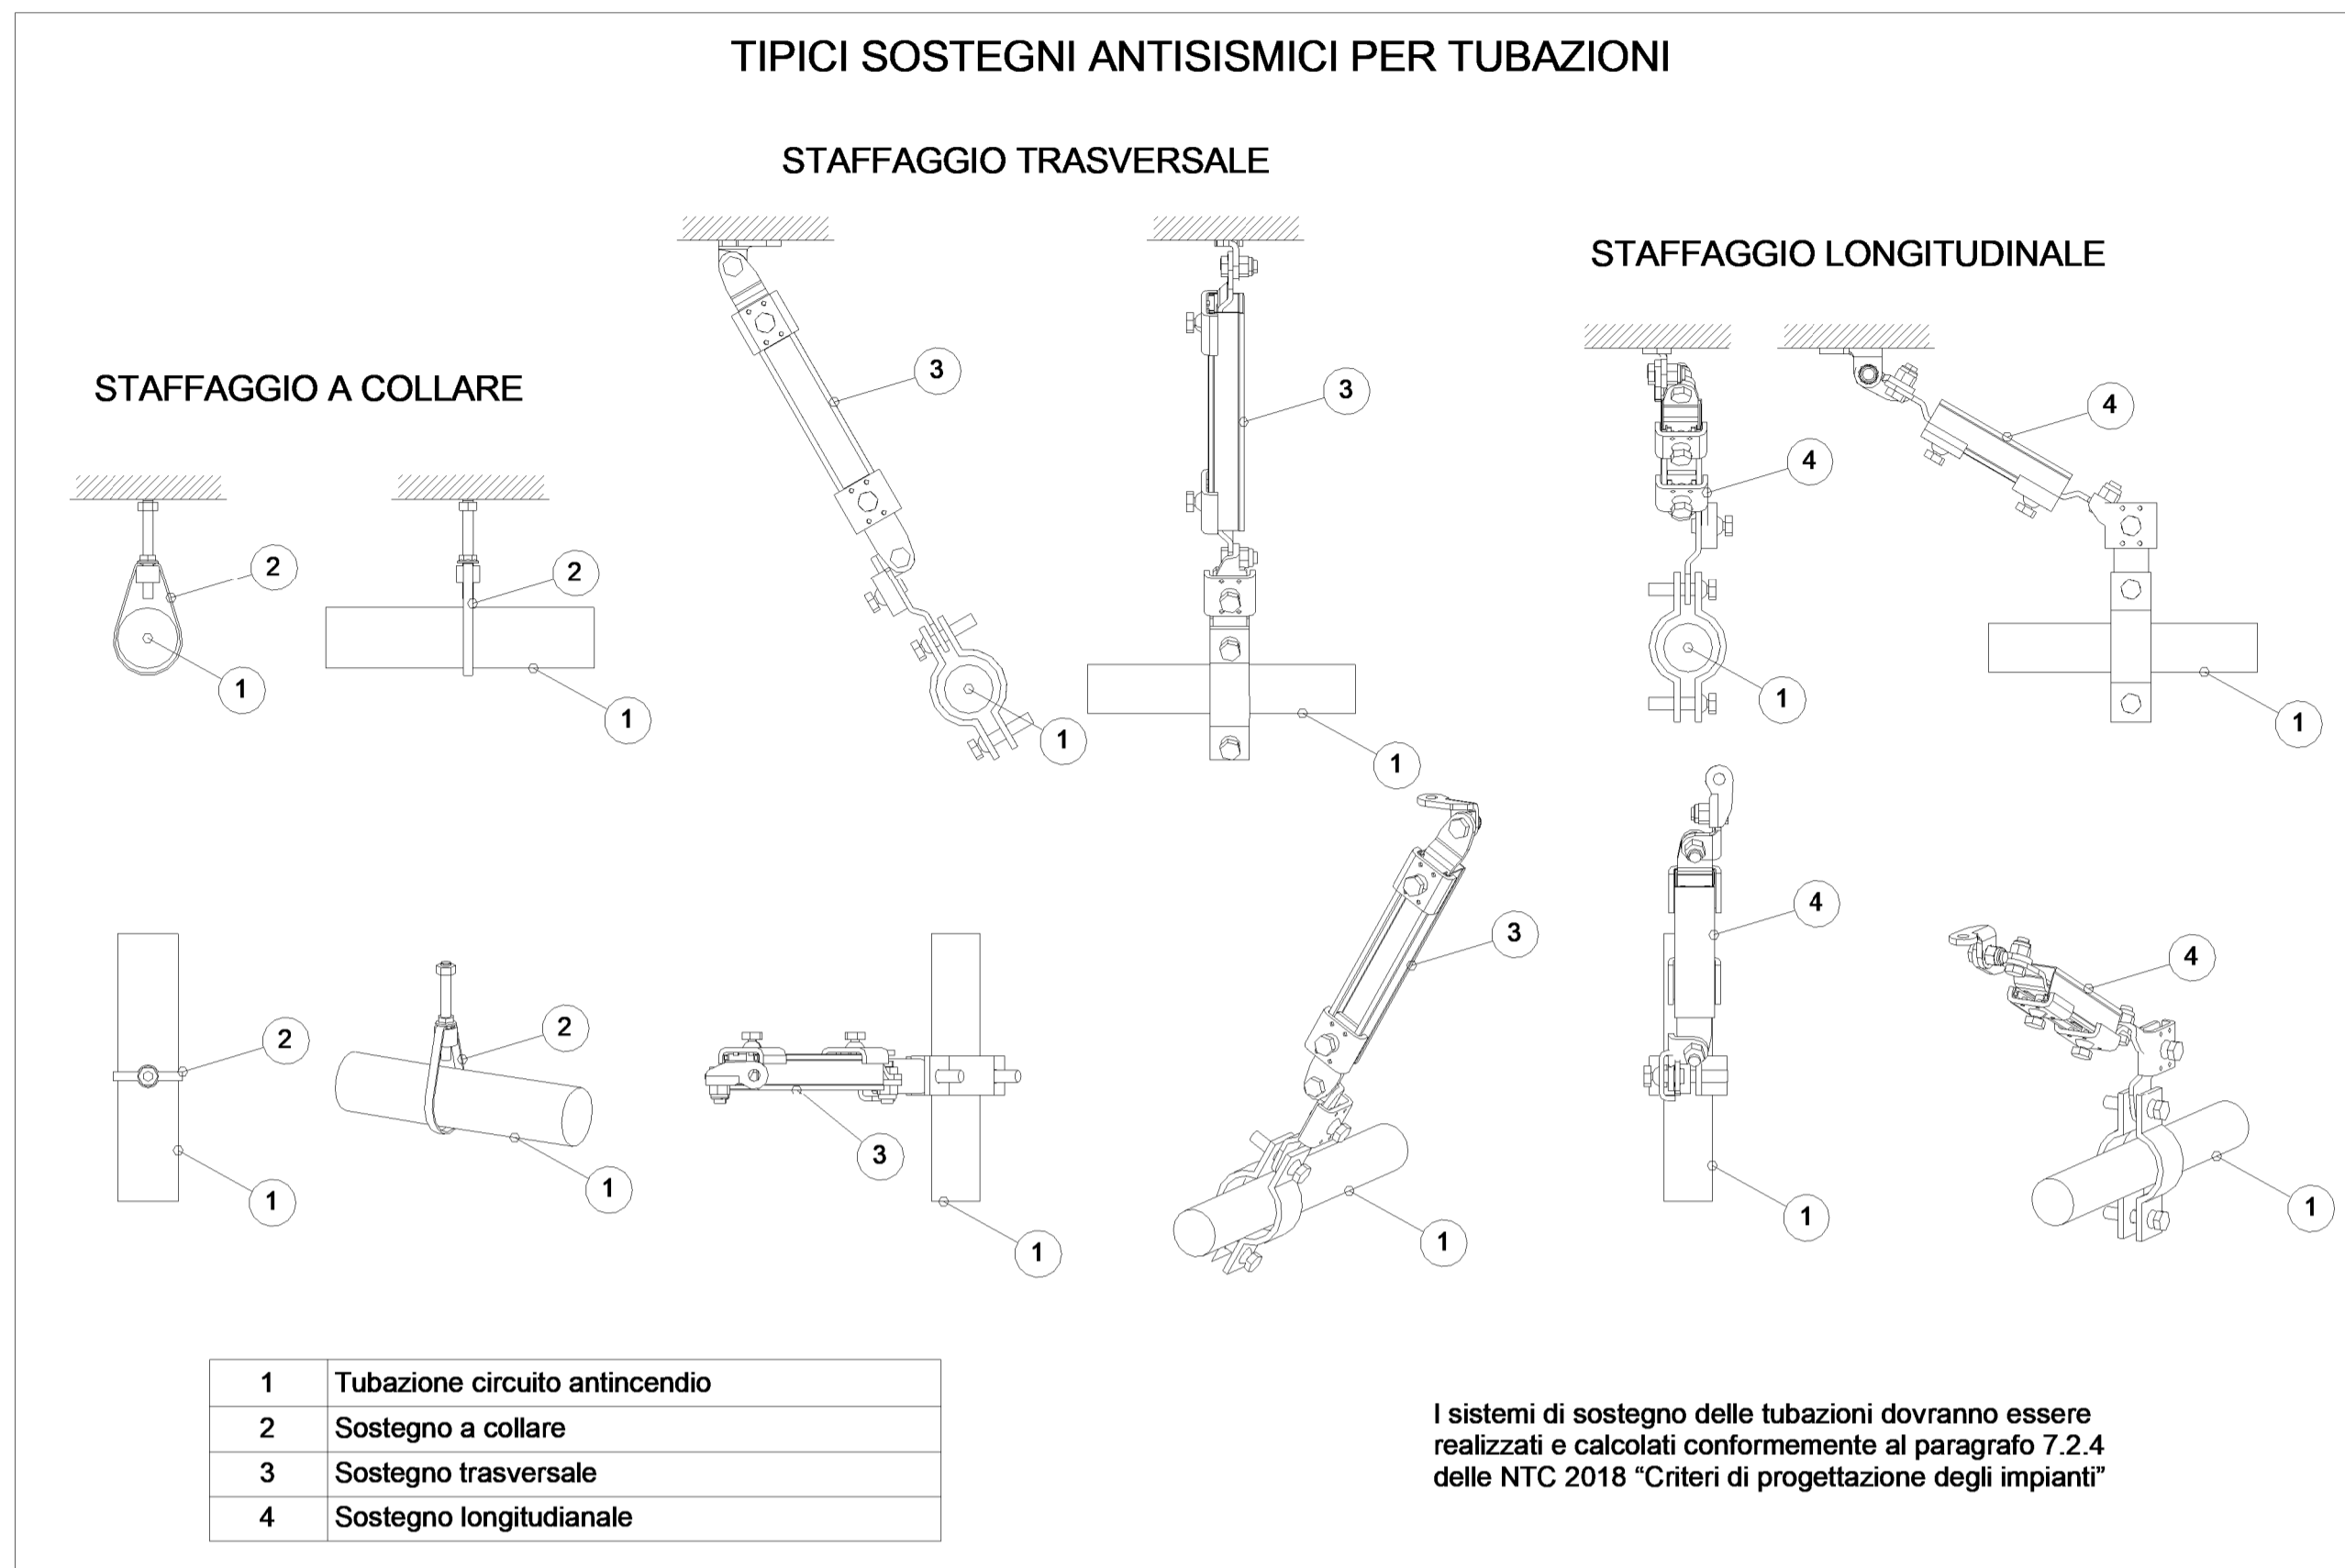 TIPICI SOSTEGNI ANTISISMICI PER TUBAZIONI
STAFFAGGIO TRASVERSALE
STAFFAGGIO LONGITUDINALE
STAFFAGGIO A COLLARE
3
3
4
4
2
2
1
1
1
1
1
1
3
4
4
2
2
3
1
1
1
1
1
1
1 Tubazione circuito antincendio
2 Sostegno a collare
3 Sostegno trasversale
4 Sostegno longitudianale
I sistemi di sostegno delle tubazioni dovranno essere
realizzati e calcolati conformemente al paragrafo 7.2.4
delle NTC 2018 “Criteri di progettazione degli impianti”